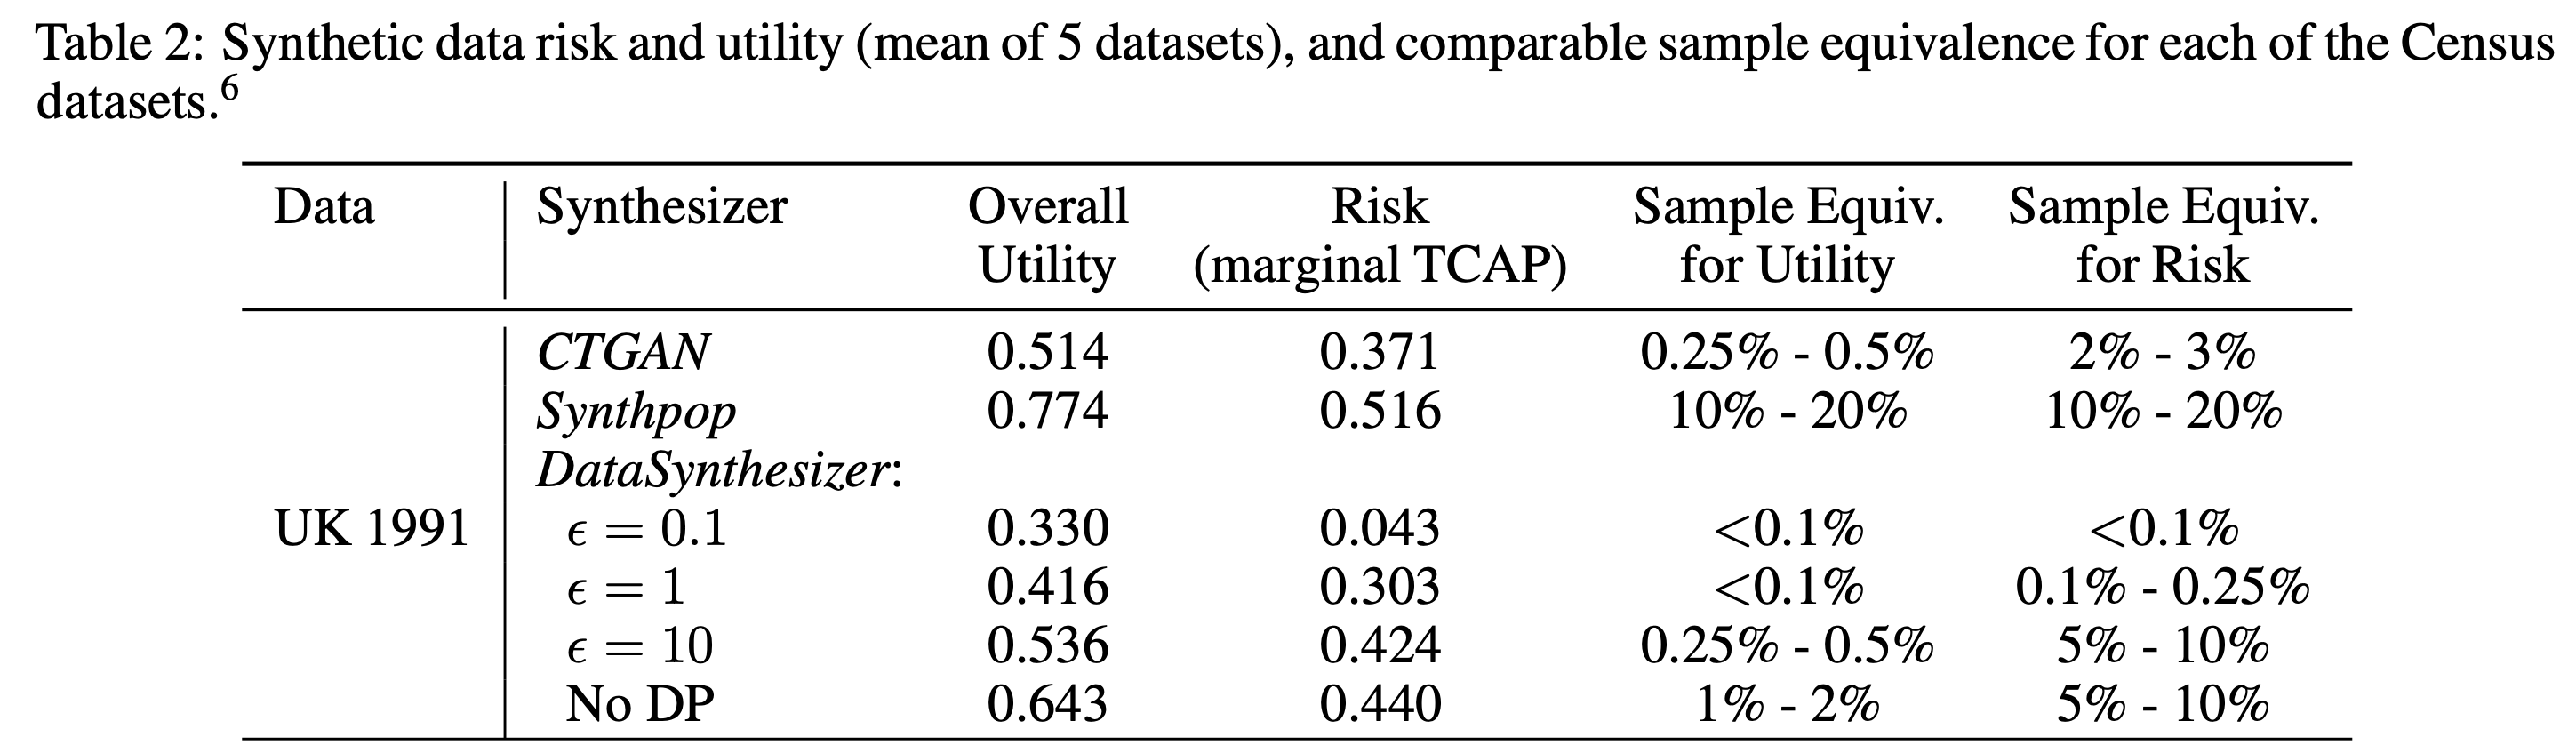 Table 2: Synthetic data risk and utility (mean of 5 datasets), and comparable sample equivalence for each of the Census
datasets.6
Data Synthesizer Overall Risk Sample Equiv. Sample Equiv.
Utility (marginal TCAP) for Utility for Risk
CTGAN 0.514 0.371 0.25% - 0.5% 2% - 3%
Synthpop 0.774 0.516 10% - 20% 10% - 20%
DataSynthesizer:
UK 1991 ϵ = 0.1 0.330 0.043 <0.1% <0.1%
ϵ = 1 0.416 0.303 <0.1% 0.1% - 0.25%
ϵ = 10 0.536 0.424 0.25% - 0.5% 5% - 10%
No DP 0.643 0.440 1% - 2% 5% - 10%